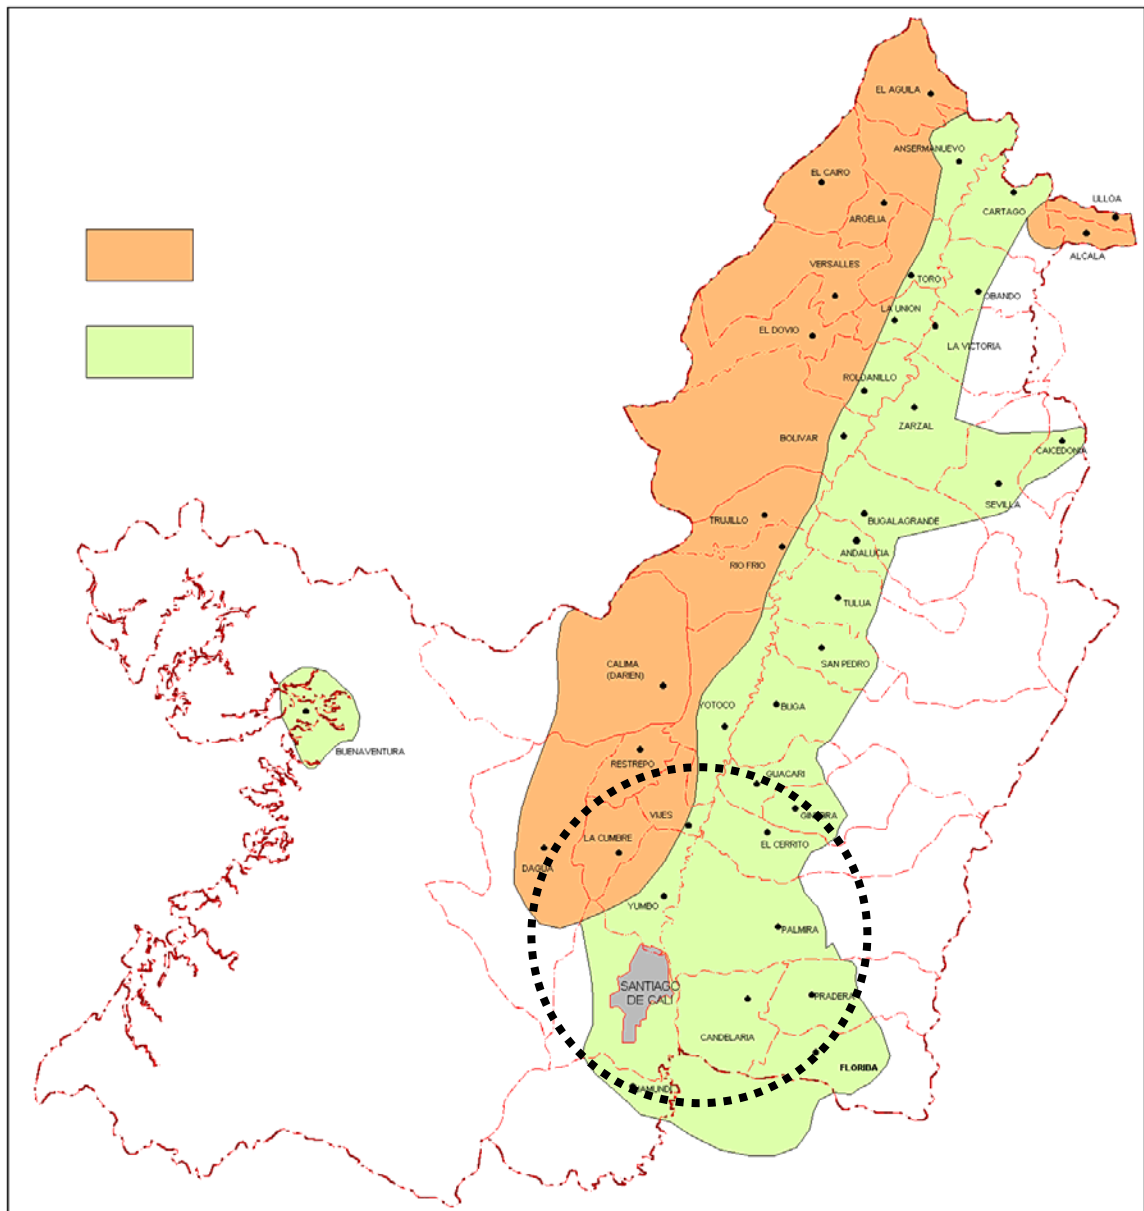 EL AGUILA
ANSERMANUEVO
EL CAIRO
ULLOA
CARTAGO
ARGELIA
ALCALA
VERSALLES
TORO
OBANDO
LA UNION
EL DOVIO
LA VICTORIA
ROLDANILLO
ZARZAL
BOLIVAR
CAICEDONIA
SEVILLA
TRUJILLO
BUGALAGRANDE
ANDALUCIA
RIO FRIO
TULUA
SAN PEDRO
CALIMA
(DARIEN)
YOTOCO
BUGA
BUENAVENTURA
RESTREPO
GUACARI
VIJES
GINEBRA
LA CUMBRE
EL CERRITO
DAGUA
YUMBO
PALMIRA
SANTIAGO
DE CALI
PRADERA
CANDELARIA
FLORIDA
JAMUNDI